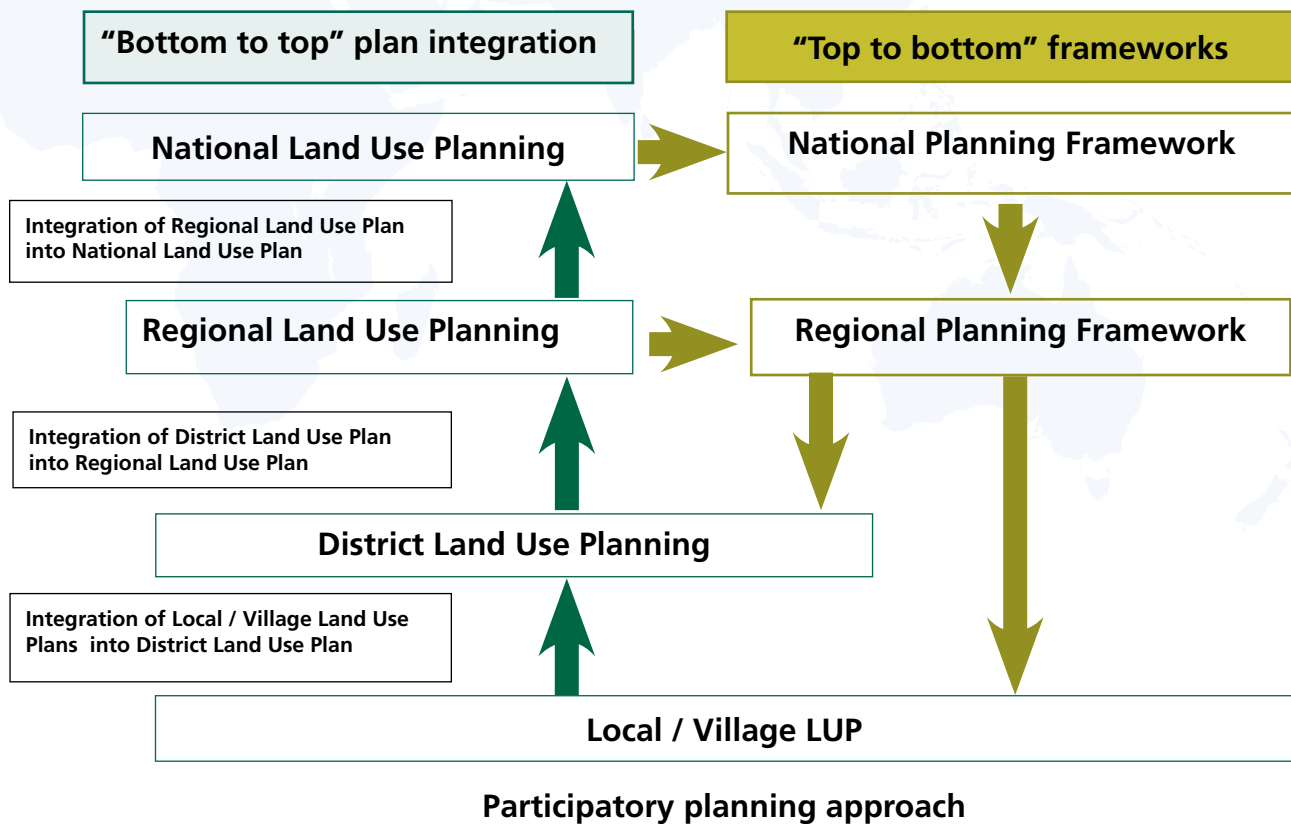 “Bottom to top” plan integration
“Top to bottom” frameworks
National Land Use Planning
National Planning Framework
Integration of Regional Land Use Plan
into National Land Use Plan
Regional Land Use Planning
Regional Planning Framework
Integration of District Land Use Plan
into Regional Land Use Plan
District Land Use Planning
Integration of Local / Village Land Use
Plans into District Land Use Plan
Local / Village LUP
Participatory planning approach